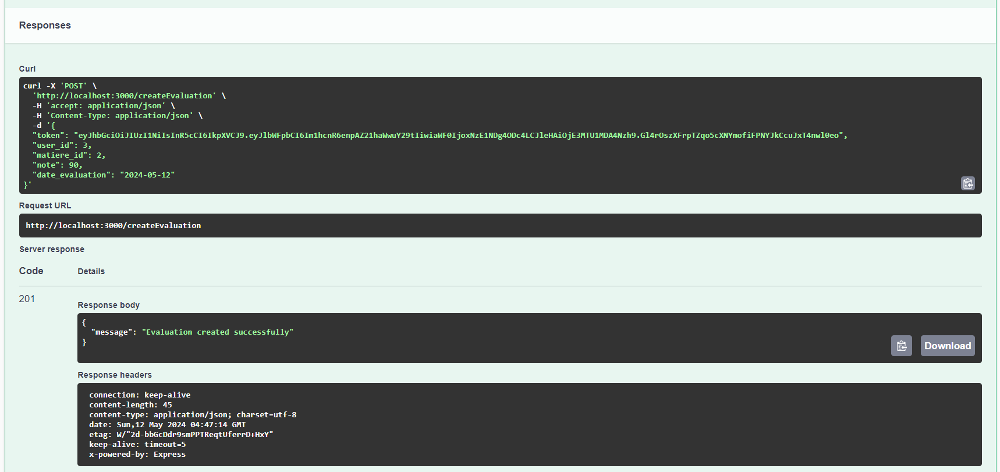 Responses
Curl
curl -X 'POST' \
  'http://localhost:3000/createEvaluation' \
  -H 'accept: application/json' \
  -H 'Content-Type: application/json' \
  -d '{
  "token": "eyJhbGciOiJIUzI1NiIsInR5cCI6IkpXVCJ9.eyJlbWFpbCI6Im1hcnR6enpAZ21haWwuY29tIiwiaWF0IjoxNzE1NDg4ODc4LCJleHAiOjE3MTU1MDA4Nzh9.Gl4rOszXFrpTZqo5cXNYmofiFPNYJkCcuJxT4nwl0eo",
  "user_id": 3,
  "matiere_id": 2,
  "note": 90,
  "date_evaluation": "2024-05-12"
}'
Request URL
http://localhost:3000/createEvaluation
Server response
Code Details
201
Response body
{
  "message": "Evaluation created successfully"
}
Download
Response headers
connection: keep-alive
content-length: 45
content-type: application/json; charset=utf-8
date: Sun,12 May 2024 04:47:14 GMT
etag: W/"2d-bbGcDdr9smPPTReqtUferrD+HxY"
keep-alive: timeout=5
x-powered-by: Express